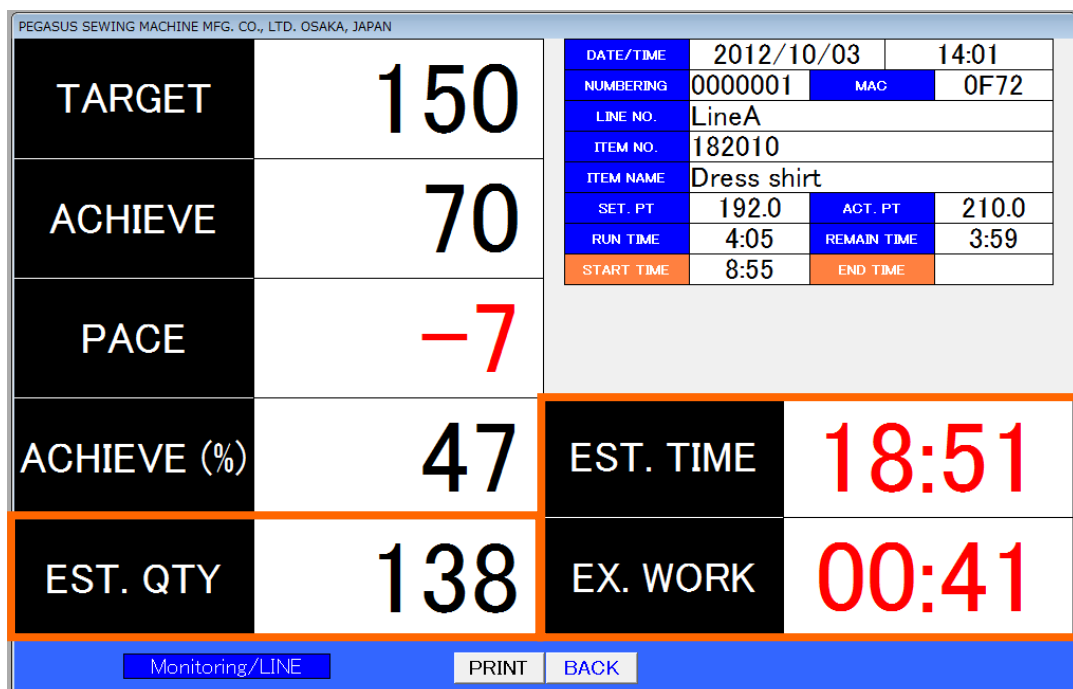 PEGASUS SEWING MACHINE MFG. CO., LTD. OSAKA, JAPAN
TARGET 150
ACHIEVE 70
PACE -7
ACHIEVE (%) 47
EST. QTY 138
DATE/TIME 2012/10/03 14:01
NUMBERING 0000001 MAC 0F72
LINE NO. LineA
ITEM NO. 182010
ITEM NAME Dress shirt
SET. PT 192.0 ACT. PT 210.0
RUN TIME 4:05 REMAIN TIME 3:59
START TIME 8:55 END TIME
EST. TIME 18:51
EX. WORK 00:41
Monitoring/LINE PRINT BACK